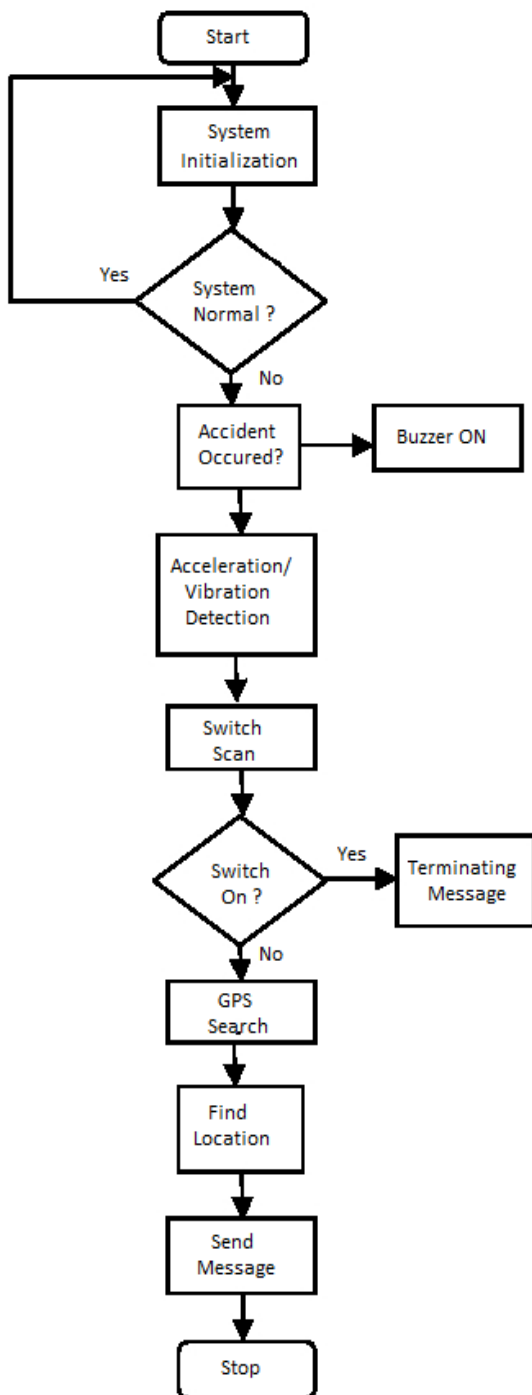 Start
System
Initialization
Yes
System
Normal ?
No
Accident
Occured?
Buzzer ON
Acceleration/
Vibration
Detection
Switch
Scan
Switch
On ?
Yes
Terminating
Message
No
GPS
Search
Find
Location
Send
Message
Stop